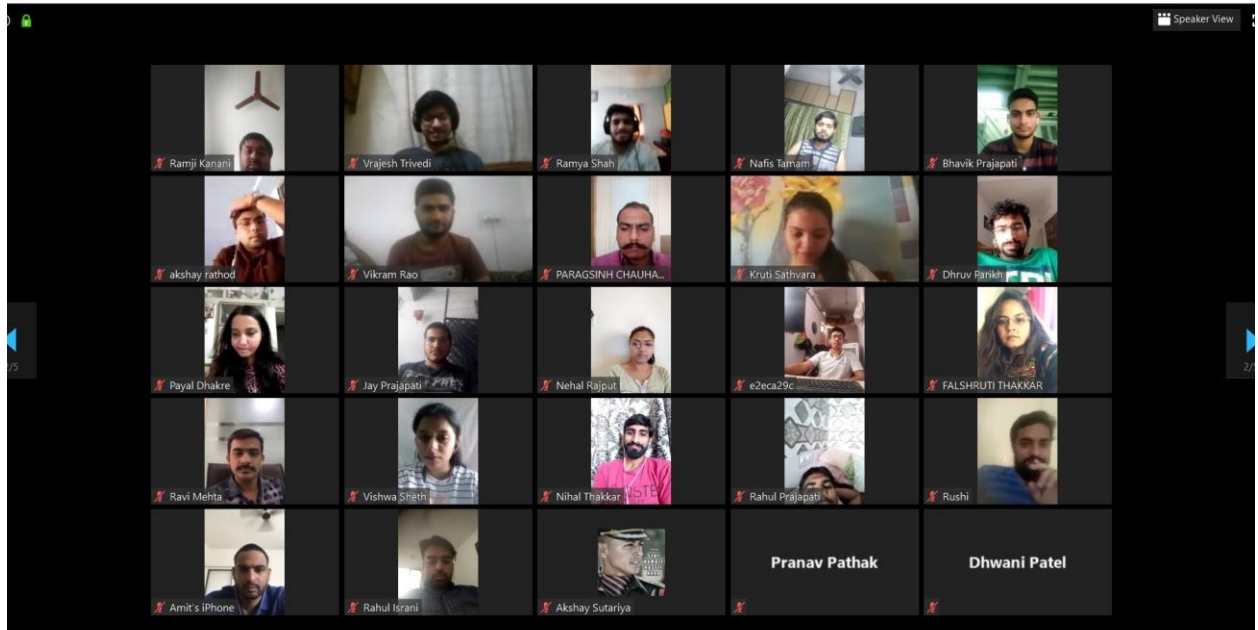 Speaker View
Ramji Kanani
Vrajesh Trivedi
Ramya Shah
Nafis Tamam
Bhavik Prajapati
akshay rathod
Vikram Rao
PARAGSINH CHAUHA...
Kruti Sathvara
Dhruv Parikh
2/5
Payal Dhakre
Jay Prajapati
Nehal Rajput
e2eca29c
FALSHRUTI THAKKAR
Ravi Mehta
Vishwa Sheth
Nihal Thakkar
Rahul Prajapati
Rushi
Amit's iPhone
Rahul Israni
Akshay Sutariya
Pranav Pathak
Dhwani Patel